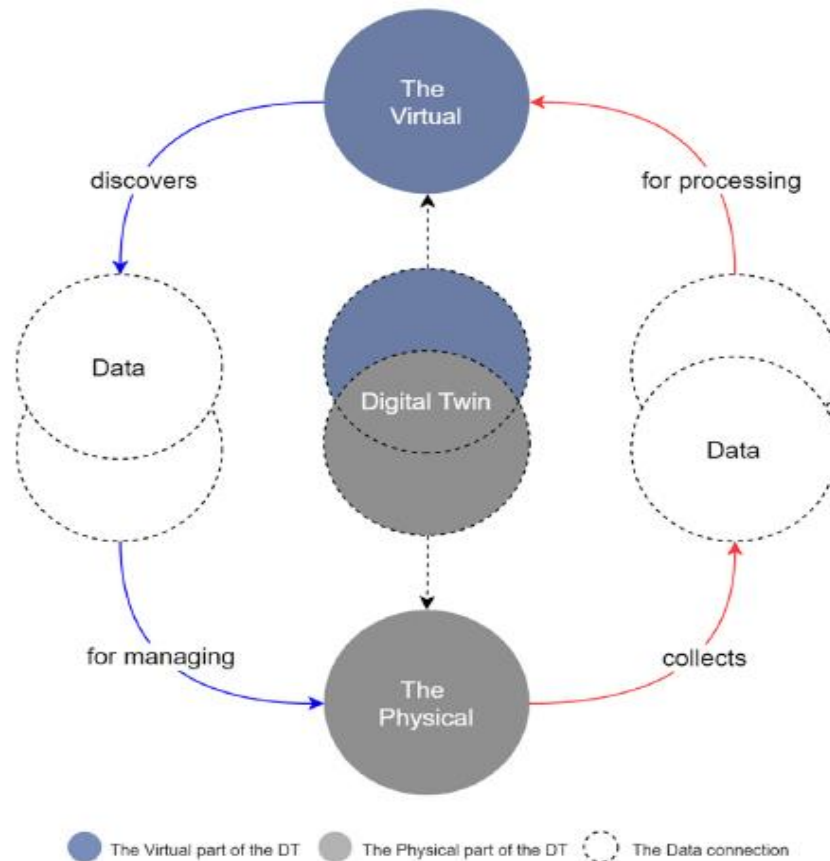 The
Virtual
discovers
for processing
Data
Digital Twin
Data
for managing
collects
The
Physical
The Virtual part of the DT
The Physical part of the DT
The Data connection